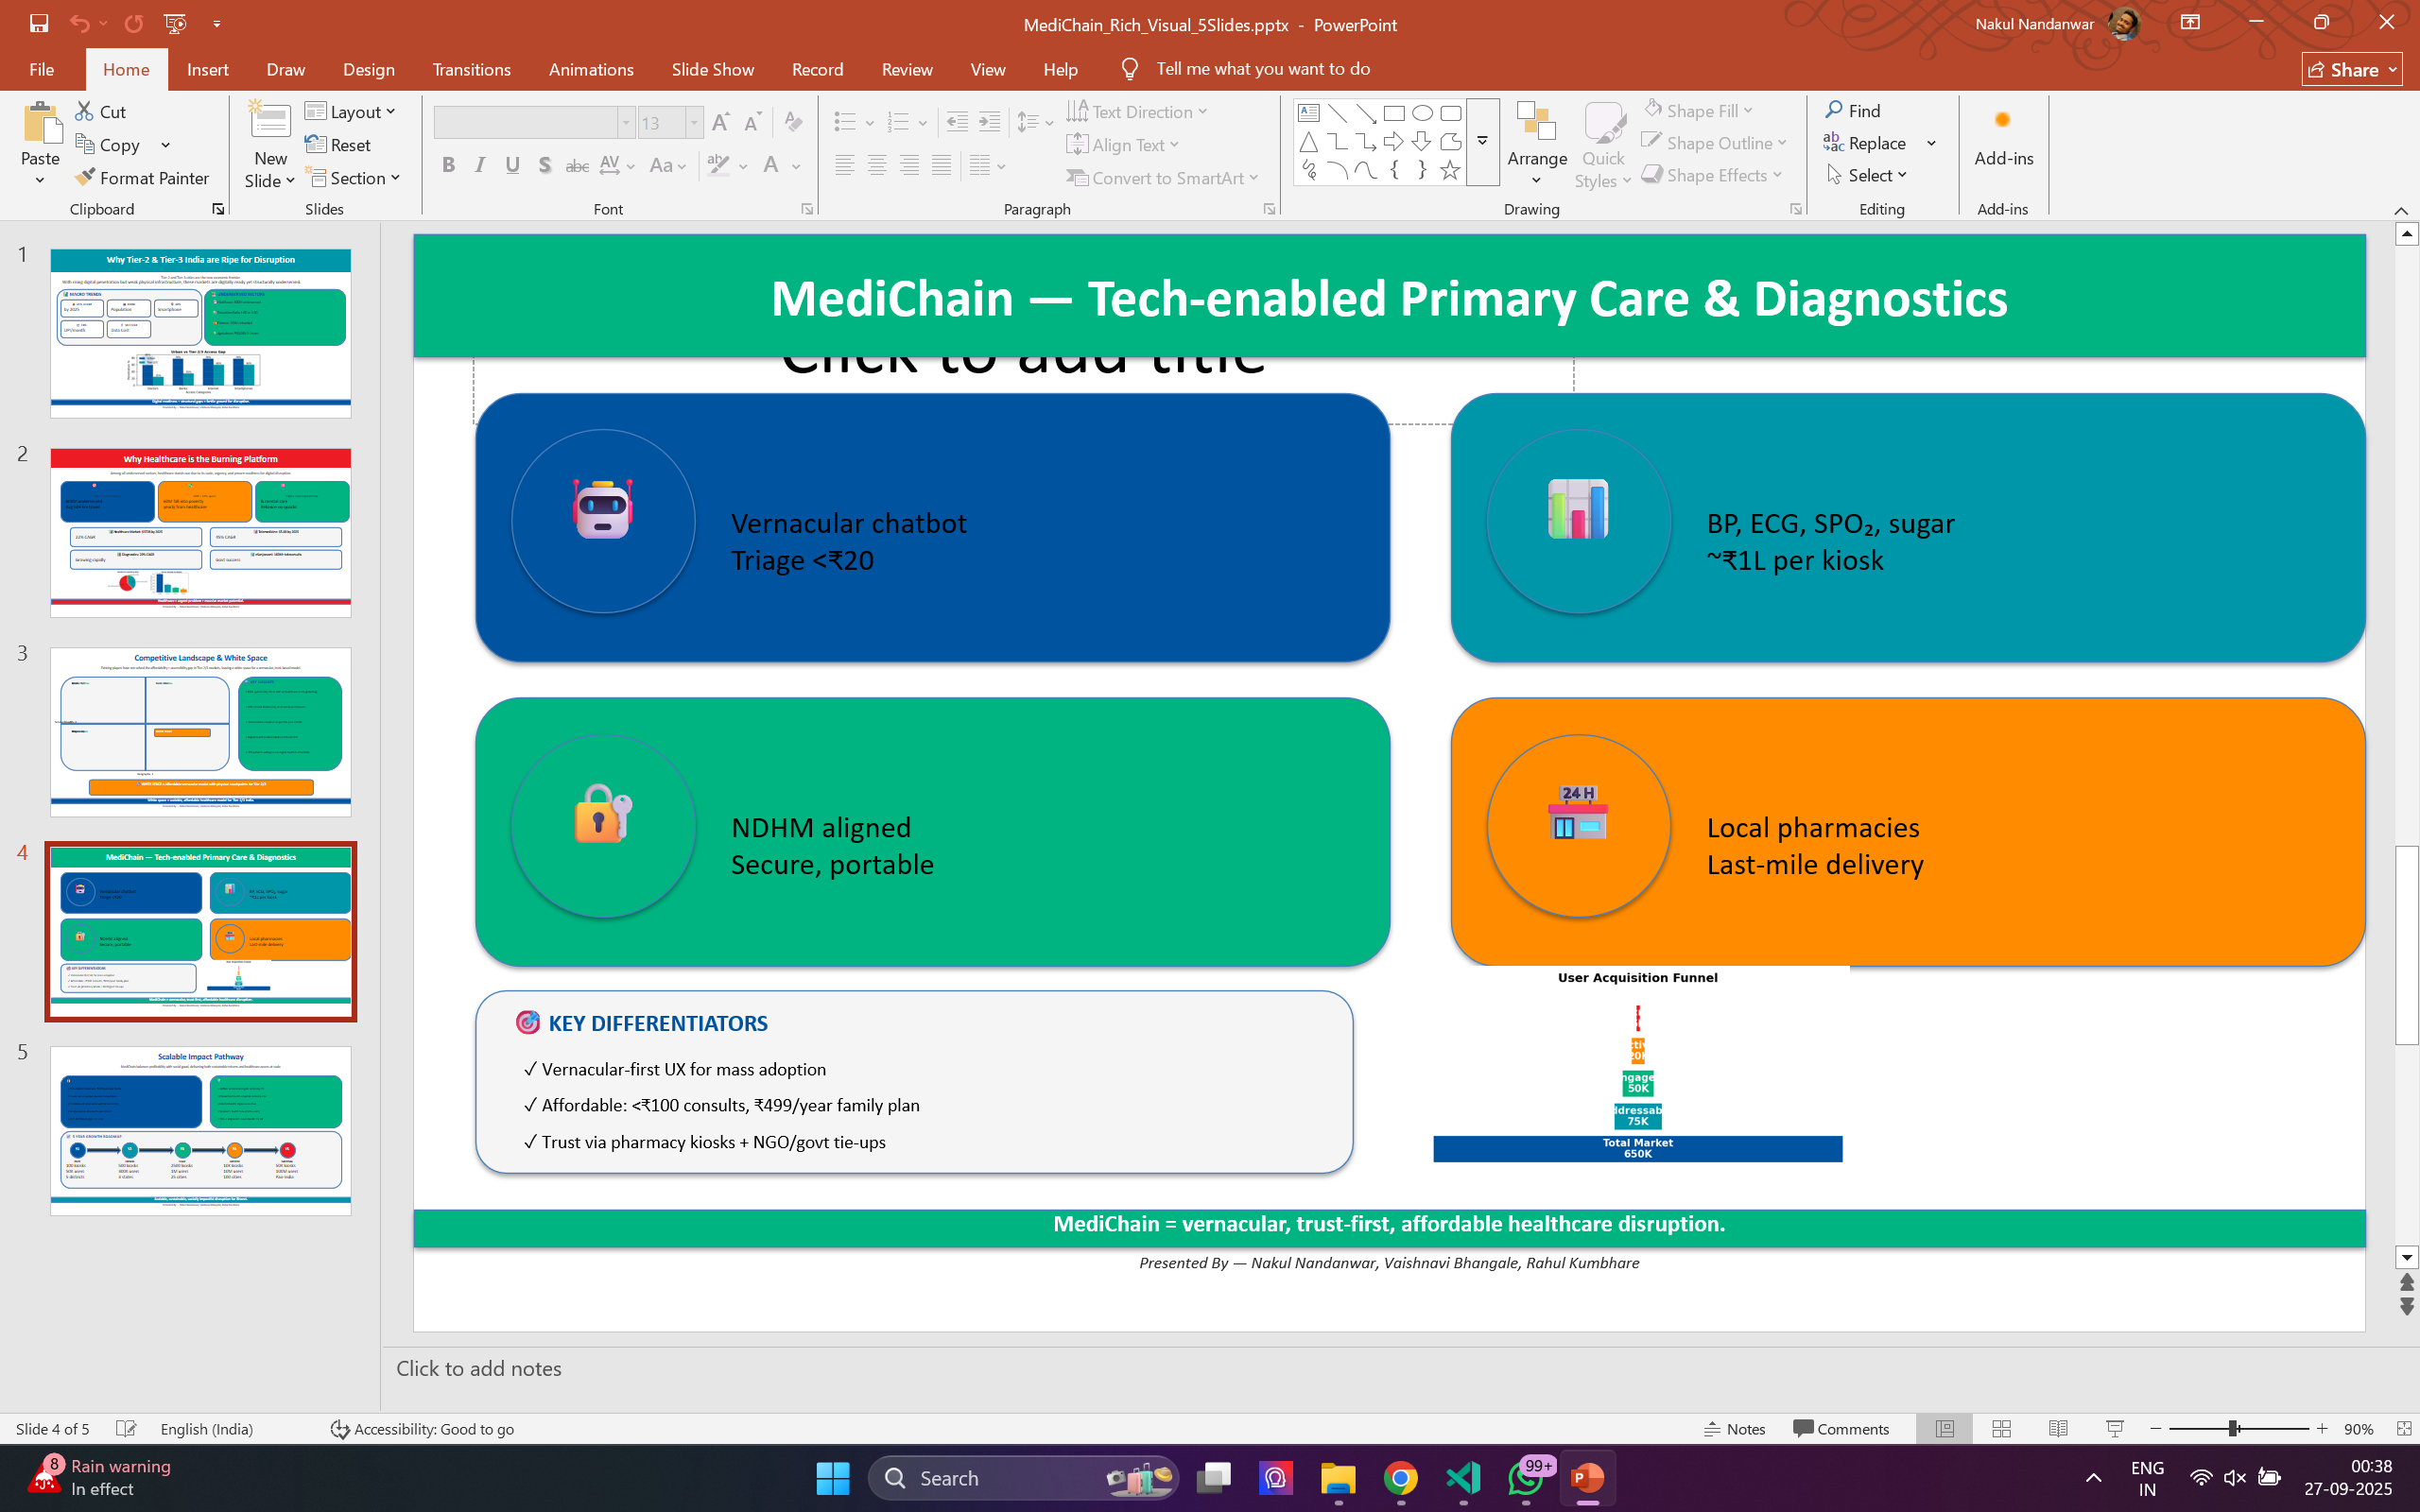 MediChain_Rich_Visual_5Slides.pptx - PowerPoint
Nakul Nandanwar
File
Home
Insert
Draw
Design
Transitions
Animations
Slide Show
Record
Review
View
Help
Tell me what you want to do
Share
Paste
Cut
Copy
Format Painter
Clipboard
New
Slide
Layout
Reset
Section
Slides
13
Font
Text Direction
Align Text
Convert to SmartArt
Paragraph
Arrange
Quick
Styles
Shape Fill
Shape Outline
Shape Effects
Drawing
Find
Replace
Select
Editing
Add-ins
Add-ins
1
Why Tier-2 & Tier-3 India are Ripe for Disruption
2
Why Healthcare is the Burning Platform
3
Competitive Landscape & White Space
4
MediChain — Tech-enabled Primary Care & Diagnostics
5
Scalable Impact Pathway
MediChain — Tech-enabled Primary Care & Diagnostics
Click to add title
Vernacular chatbot
Triage <₹20
BP, ECG, SPO₂, sugar
~₹1L per kiosk
NDHM aligned
Secure, portable
24 H
Local pharmacies
Last-mile delivery
🎯 KEY DIFFERENTIATORS
✓ Vernacular-first UX for mass adoption
✓ Affordable: <₹100 consults, ₹499/year family plan
✓ Trust via pharmacy kiosks + NGO/govt tie-ups
User Acquisition Funnel
50K
75K
Total Market
650K
MediChain = vernacular, trust-first, affordable healthcare disruption.
Presented By — Nakul Nandanwar, Vaishnavi Bhangale, Rahul Kumbhare
Click to add notes
Slide 4 of 5
English (India)
Accessibility: Good to go
Notes
Comments
90%
8
Rain warning
In effect
Search
99+
ENG
IN
00:38
27-09-2025